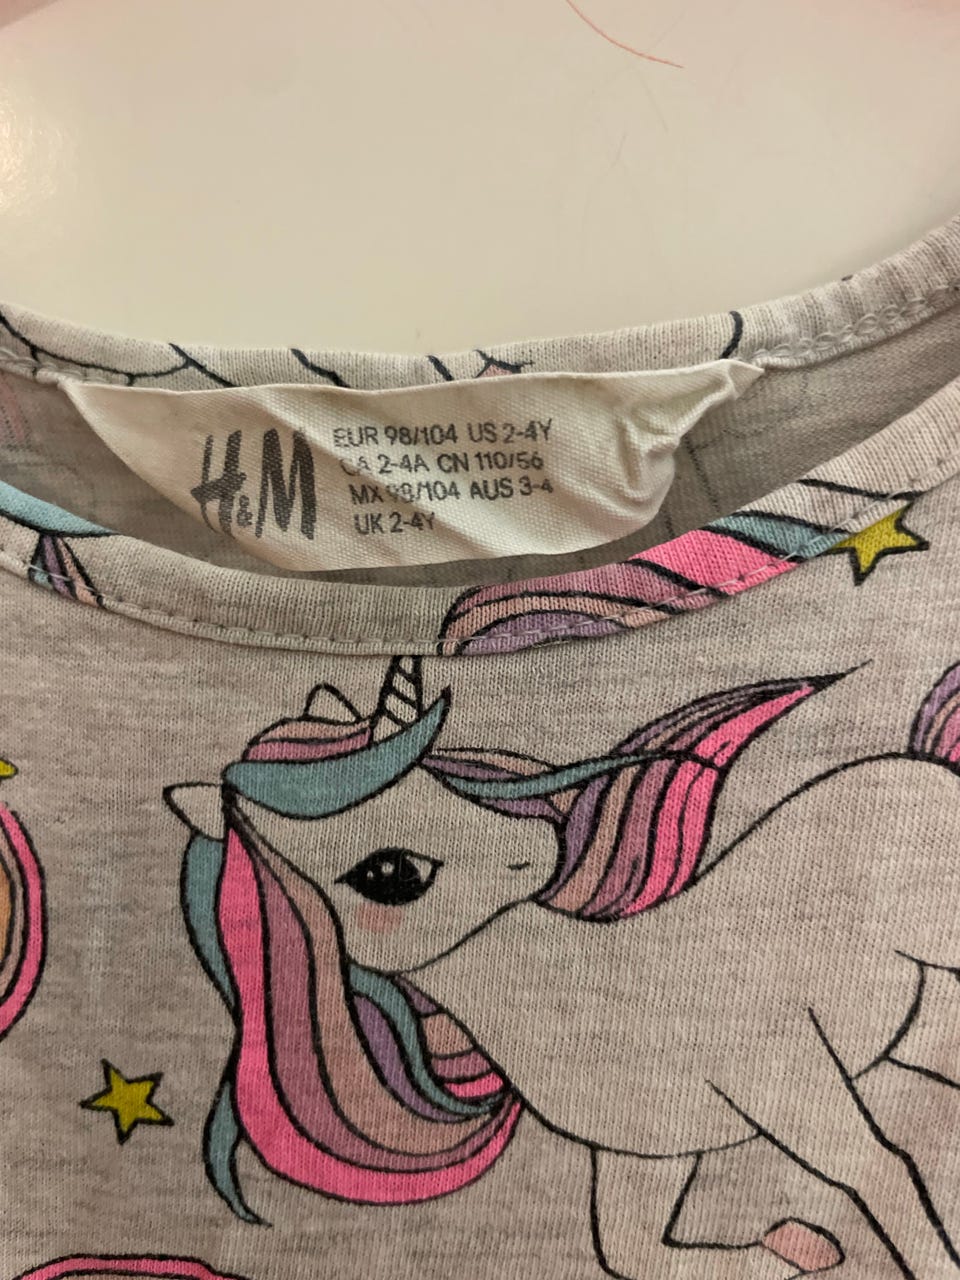 H&M
EUR 98/104 US 2-4Y
CA 2-4A CN 110/56
MX 98/104 AUS 3-4
UK 2-4Y